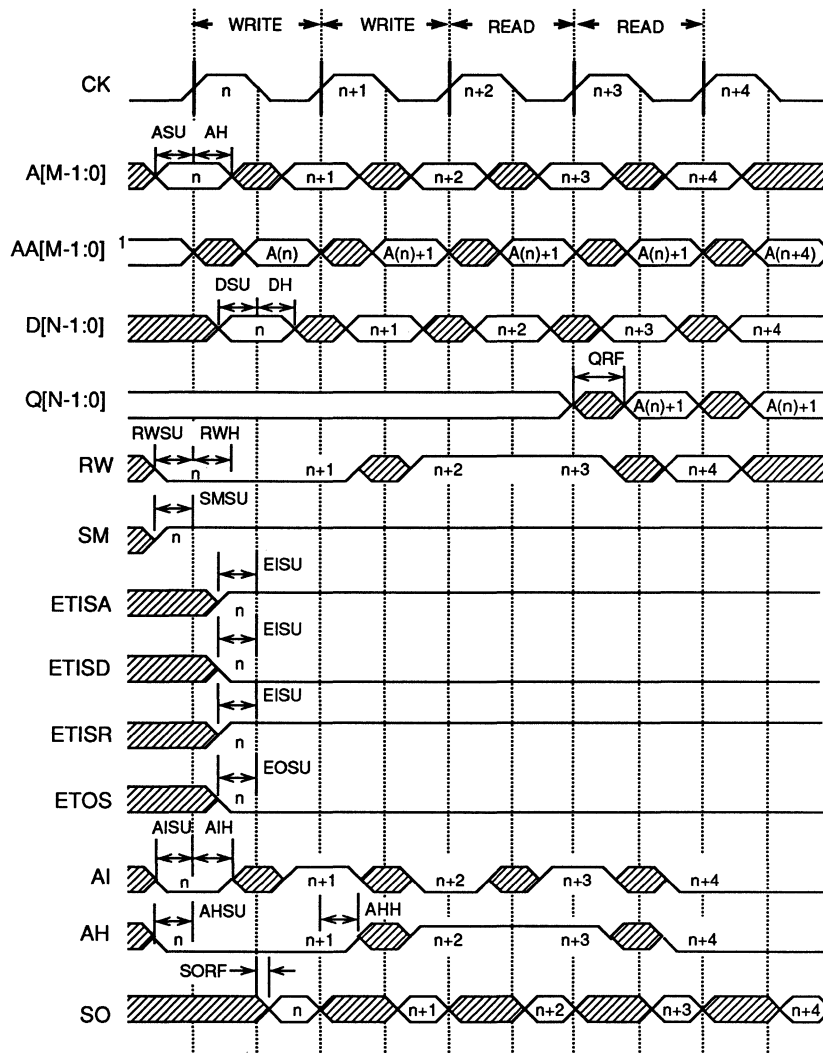 WRITE WRITE READ READ
CK n n+1 n+2 n+3 n+4
ASU AH
A[M-1:0] n n+1 n+2 n+3 n+4
AA[M-1:0] 1 A(n) A(n)+1 A(n)+1 A(n)+1 A(n+4)
DSU DH
D[N-1:0] n n+1 n+2 n+3 n+4
QRF
Q[N-1:0] A(n)+1 A(n)+1
RWSU RWH
RW n n+1 n+2 n+3 n+4
SMSU
SM n
EISU
ETISA n
EISU
ETISD n
EISU
ETISR n
EOSU
ETOS n
AISU AIH
AI n n+1 n+2 n+3 n+4
AHSU AHH
AH n n+1 n+2 n+3 n+4
SORF
SO n n+1 n+2 n+3 n+4